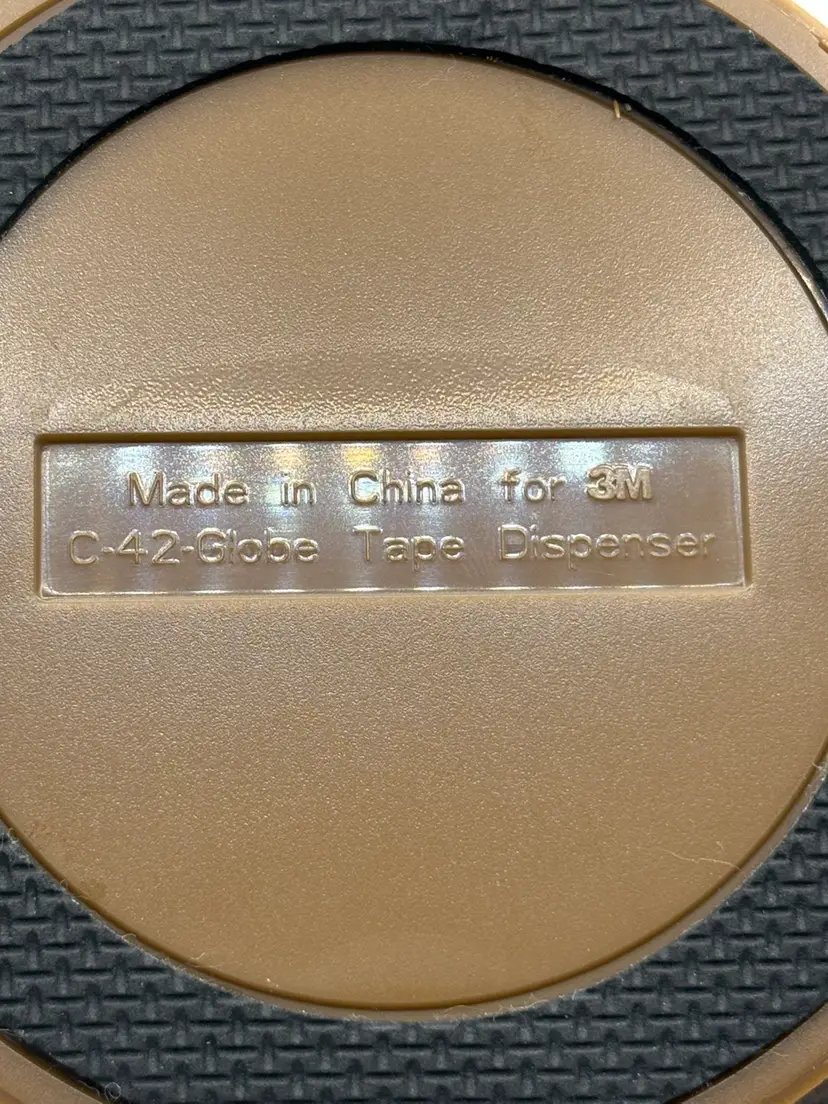 Made in China for 3M
C-42-Globe Tape Dispenser